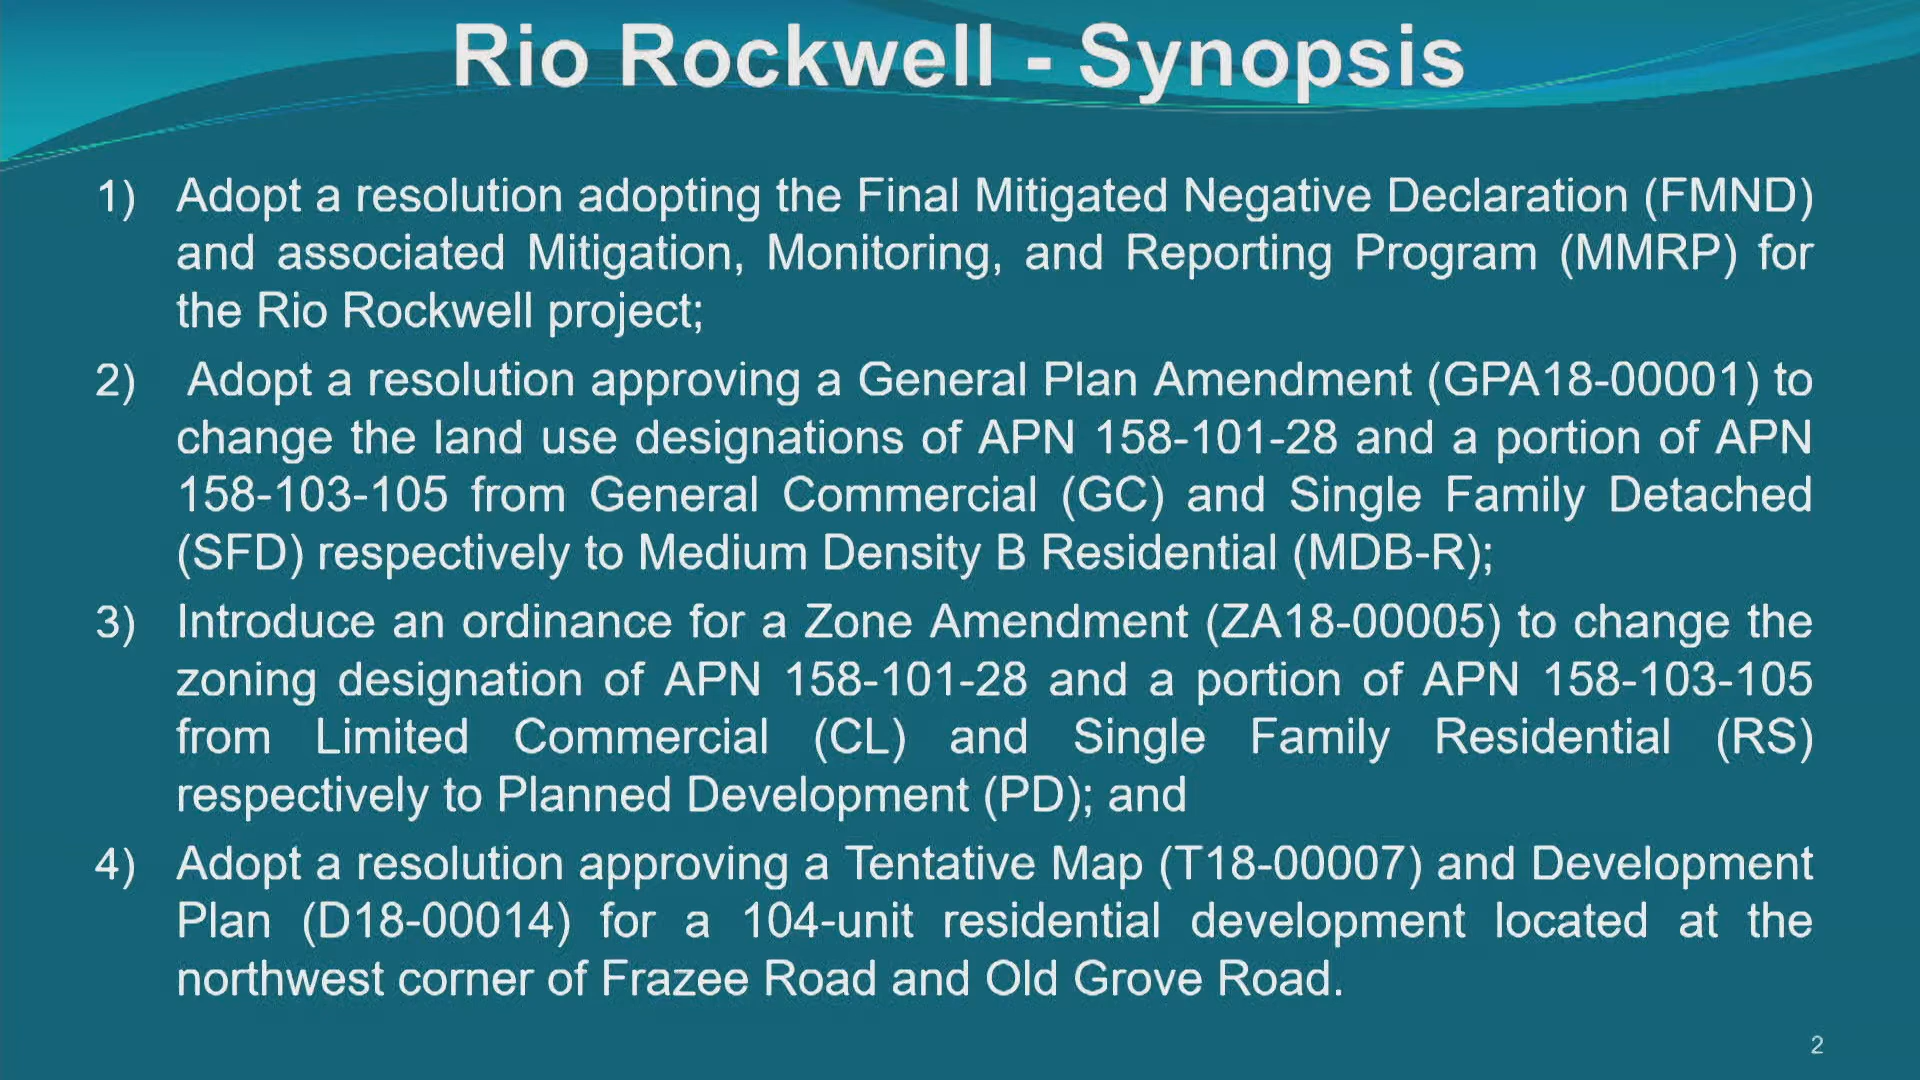 Rio Rockwell - Synopsis
1) Adopt a resolution adopting the Final Mitigated Negative Declaration (FMND)
and associated Mitigation, Monitoring, and Reporting Program (MMRP) for
the Rio Rockwell project;
2) Adopt a resolution approving a General Plan Amendment (GPA18-00001) to
change the land use designations of APN 158-101-28 and a portion of APN
158-103-105 from General Commercial (GC) and Single Family Detached
(SFD) respectively to Medium Density B Residential (MDB-R);
3) Introduce an ordinance for a Zone Amendment (ZA18-00005) to change the
zoning designation of APN 158-101-28 and a portion of APN 158-103-105
from Limited Commercial (CL) and Single Family Residential (RS)
respectively to Planned Development (PD); and
4) Adopt a resolution approving a Tentative Map (T18-00007) and Development
Plan (D18-00014) for a 104-unit residential development located at the
northwest corner of Frazee Road and Old Grove Road.
2